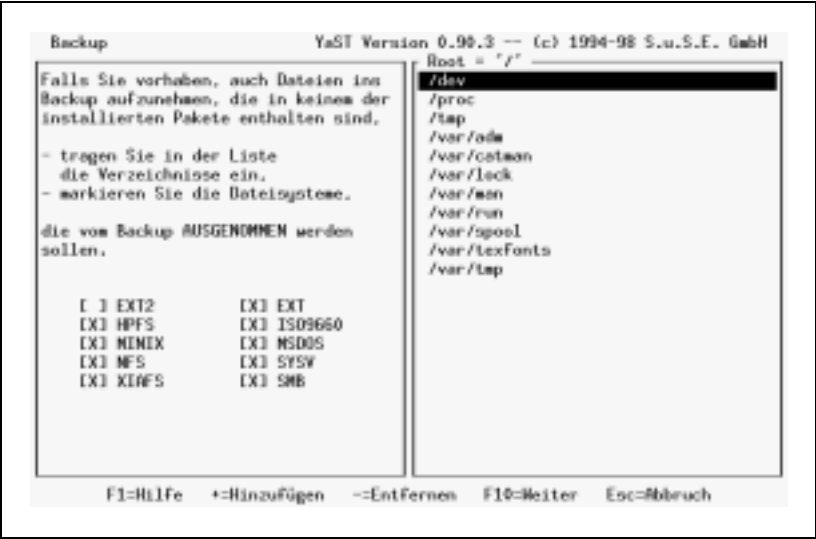 Backup YaST Version 0.90.3 -- (c) 1994-98 S.u.S.E. GmbH
Falls Sie vorhaben, auch Dateien ins
Backup aufzunehmen, die in keinem der
installierten Pakete enthalten sind,
- tragen Sie in der Liste
die Verzeichnisse ein,
- markieren Sie die Dateisysteme,
die vom Backup AUSGENOMMEN werden
sollen.
[ ] EXT2 [X] EXT
[X] HPFS [X] ISO9660
[X] MINIX [X] MSDOS
[X] NFS [X] SYSV
[X] XIAFS [X] SMB
Root = '/'
/dev
/proc
/tmp
/var/adm
/var/catman
/var/lock
/var/man
/var/run
/var/spool
/var/texfonts
/var/tmp
F1=Hilfe +=Hinzufügen -=Entfernen F10=Weiter Esc=Abbruch